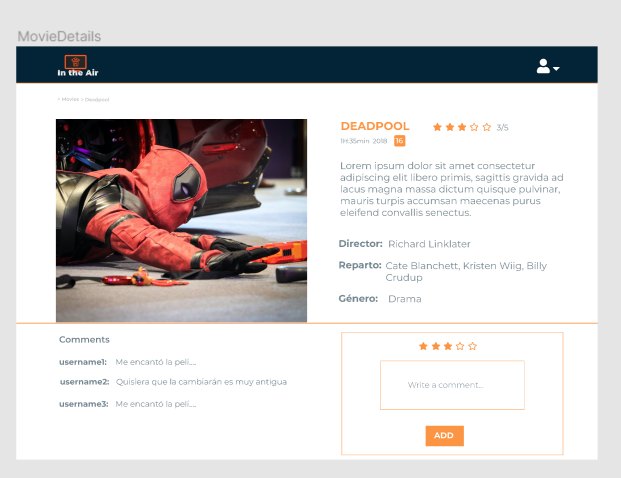 MovieDetails
In the Air
> Movies > Deadpool
DEADPOOL
3/5
1H:35min 2018 16
Lorem ipsum dolor sit amet consectetur
adipiscing elit libero primis, sagittis gravida ad
lacus magna massa dictum quisque pulvinar,
mauris turpis accumsan maecenas purus
eleifend convallis senectus.
Director: Richard Linklater
Reparto: Cate Blanchett, Kristen Wiig, Billy
Crudup
Género: Drama
Comments
username1: Me encantó la peli....
username2: Quisiera que la cambiarán es muy antigua
username3: Me encantó la peli....
Write a comment..
ADD